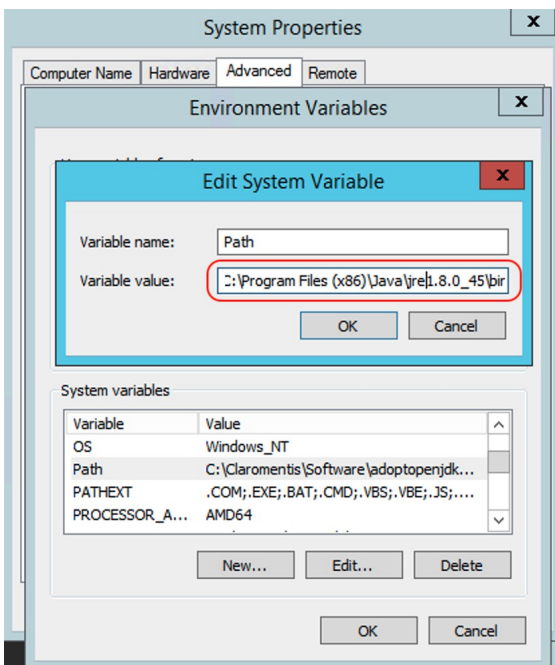 System Properties
x
Computer Name Hardware Advanced Remote
Environment Variables
x
Edit System Variable
x
Variable name: Path
Variable value: C:\Program Files (x86)\Java\jre1.8.0_45\bin
OK Cancel
System variables
Variable Value
OS Windows_NT
Path C:\Claromentis\Software\adoptopenjdk...
PATHEXT .COM;.EXE;.BAT;.CMD;.VBS;.VBE;.JS;....
PROCESSOR_A... AMD64
New... Edit... Delete
OK Cancel